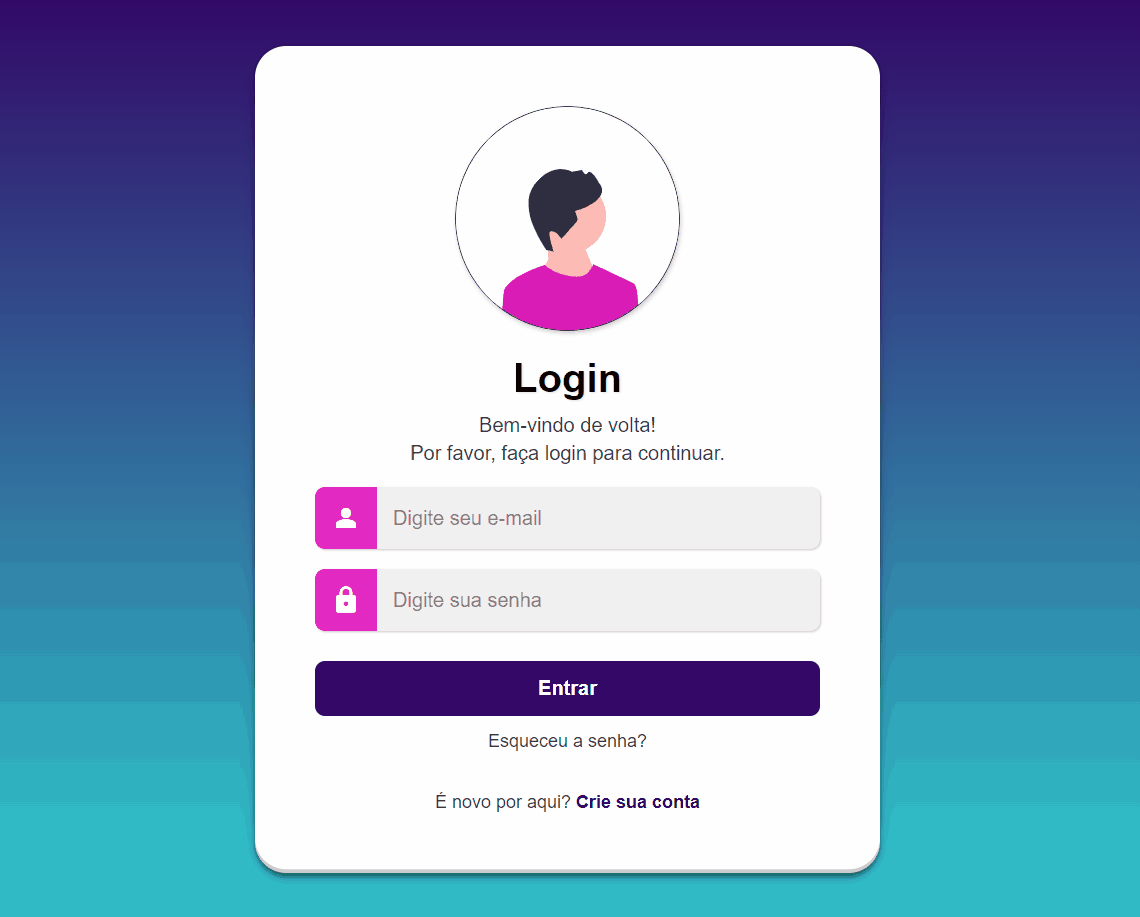 Login
Bem-vindo de volta!
Por favor, faça login para continuar.
Digite seu e-mail
Digite sua senha
Entrar
Esqueceu a senha?
É novo por aqui? Crie sua conta